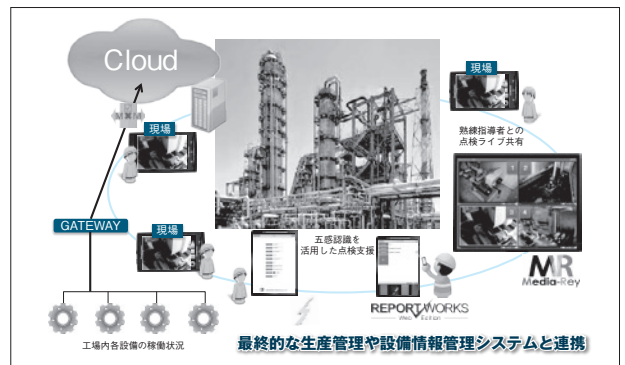 Cloud
M×M
現場
現場
現場
熟練指導者との
点検ライブ共有
GATEWAY
五感認識を
活用した点検支援
MR
Media-Rey
REPORT WORKS
工場内各設備の稼働状況
最終的な生産管理や設備情報管理システムと連携